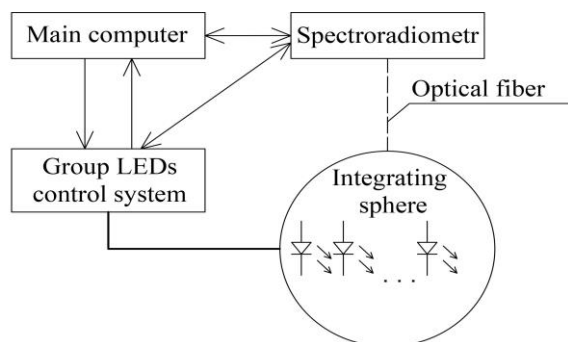 Main computer
Spectroradiometr
Optical fiber
Group LEDs
control system
Integrating
sphere
. . .